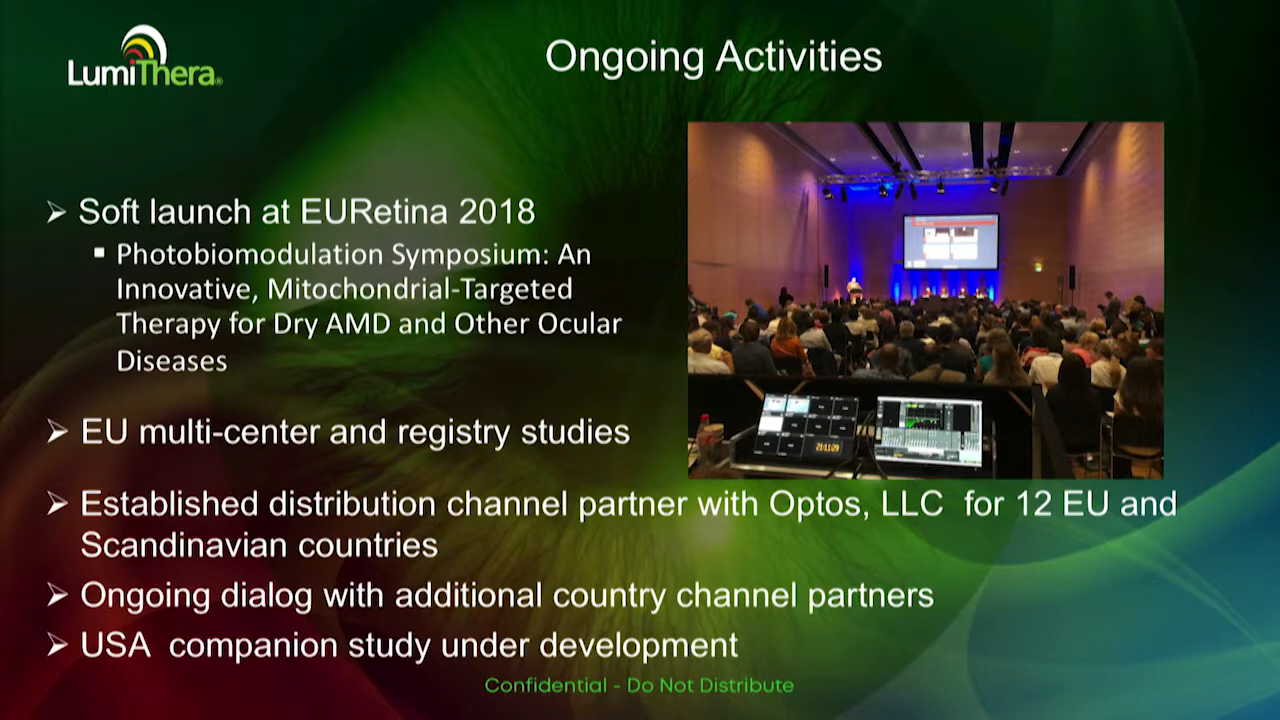 LumiThera®
Ongoing Activities
➢ Soft launch at EURetina 2018
▪ Photobiomodulation Symposium: An
Innovative, Mitochondrial-Targeted
Therapy for Dry AMD and Other Ocular
Diseases
➢ EU multi-center and registry studies
➢ Established distribution channel partner with Optos, LLC  for 12 EU and
Scandinavian countries
➢ Ongoing dialog with additional country channel partners
➢ USA  companion study under development
Confidential - Do Not Distribute